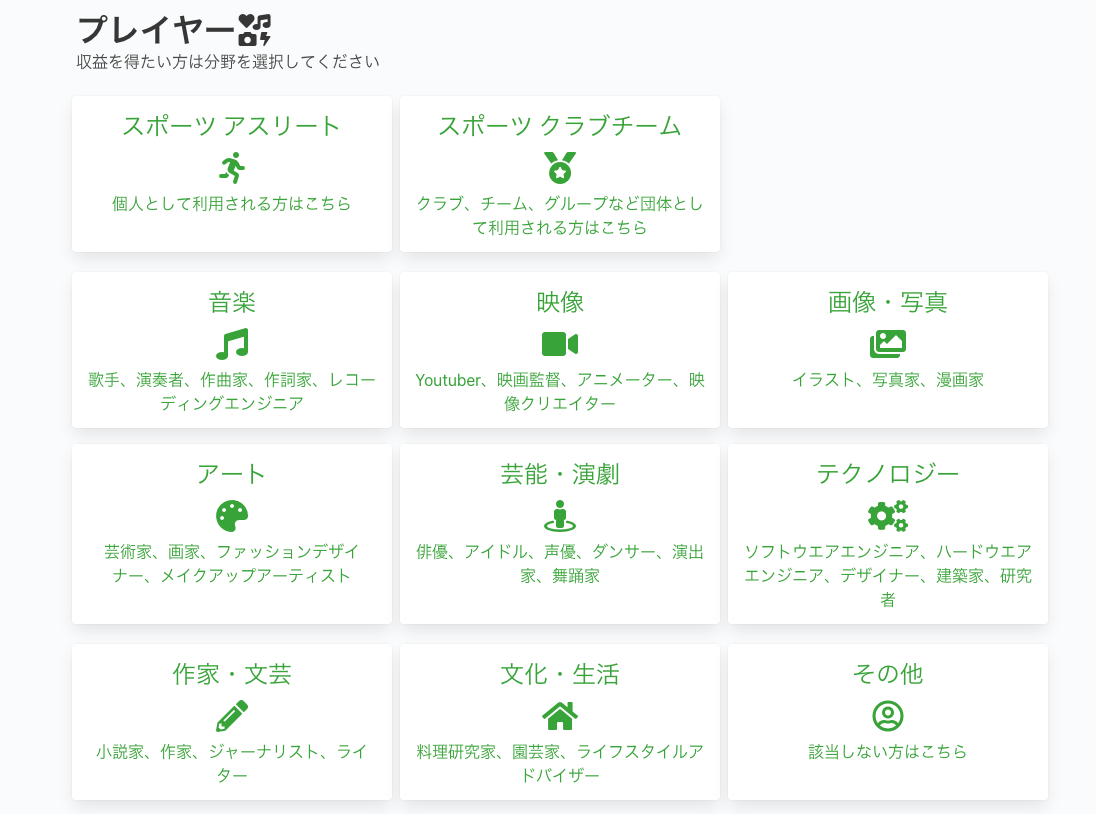 プレイヤー
収益を得たい方は分野を選択してください
スポーツ アスリート
個人として利用される方はこちら
スポーツ クラブチーム
クラブ、チーム、グループなど団体とし
て利用される方はこちら
音楽
歌手、演奏者、作曲家、作詞家、レコー
ディングエンジニア
映像
Youtuber、映画監督、アニメーター、映
像クリエイター
画像・写真
イラスト、写真家、漫画家
アート
芸術家、画家、ファッションデザイ
ナー、メイクアップアーティスト
芸能・演劇
俳優、アイドル、声優、ダンサー、演出
家、舞踊家
テクノロジー
ソフトウエアエンジニア、ハードウエア
エンジニア、デザイナー、建築家、研究
者
作家・文芸
小説家、作家、ジャーナリスト、ライ
ター
文化・生活
料理研究家、園芸家、ライフスタイルア
ドバイザー
その他
該当しない方はこちら